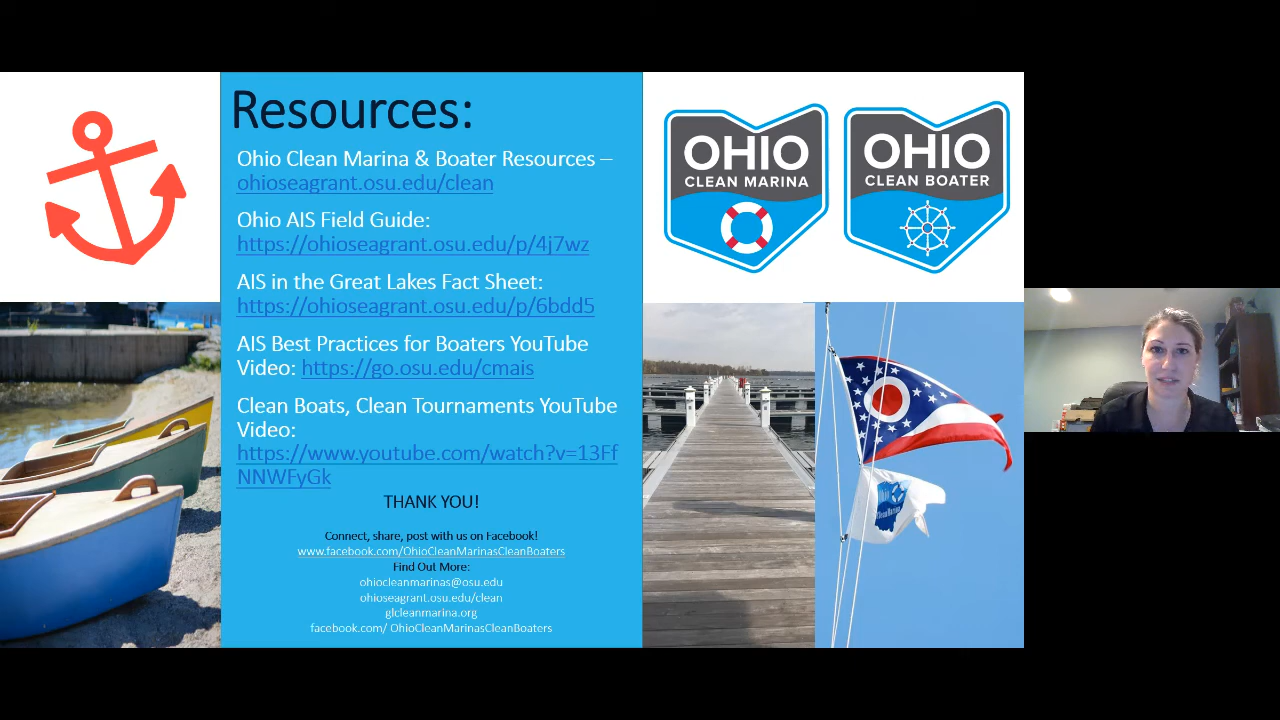 Resources:
Ohio Clean Marina & Boater Resources –
ohioseagrant.osu.edu/clean
Ohio AIS Field Guide:
https://ohioseagrant.osu.edu/p/4j7wz
AIS in the Great Lakes Fact Sheet:
https://ohioseagrant.osu.edu/p/6bdd5
AIS Best Practices for Boaters YouTube
Video: https://go.osu.edu/cmais
Clean Boats, Clean Tournaments YouTube
Video:
https://www.youtube.com/watch?v=13Ff
NNWFyGk
THANK YOU!
Connect, share, post with us on Facebook!
www.facebook.com/OhioCleanMarinasCleanBoaters
Find Out More:
ohiocleanmarinas@osu.edu
ohioseagrant.osu.edu/clean
glcleanmarina.org
facebook.com/ OhioCleanMarinasCleanBoaters
OHIO
CLEAN MARINA
OHIO
CLEAN BOATER